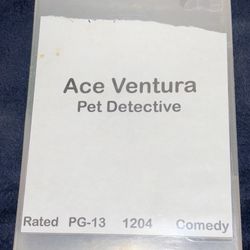 Ace Ventura
Pet Detective
Rated PG-13 1204 Comedy